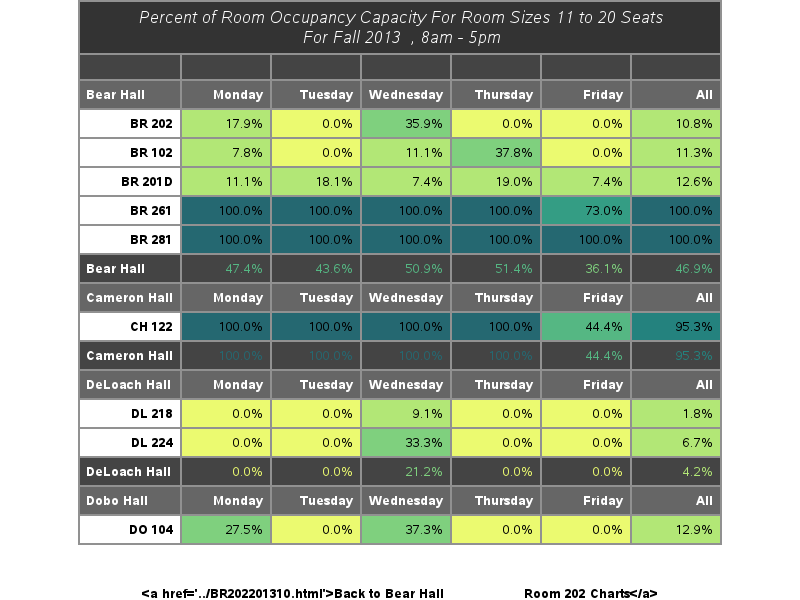 Percent of Room Occupancy Capacity For Room Sizes 11 to 20 Seats
For Fall 2013 , 8am - 5pm
Bear Hall Monday Tuesday Wednesday Thursday Friday All
BR 202 17.9% 0.0% 35.9% 0.0% 0.0% 10.8%
BR 102 7.8% 0.0% 11.1% 37.8% 0.0% 11.3%
BR 201D 11.1% 18.1% 7.4% 19.0% 7.4% 12.6%
BR 261 100.0% 100.0% 100.0% 100.0% 73.0% 100.0%
BR 281 100.0% 100.0% 100.0% 100.0% 100.0% 100.0%
Bear Hall 47.4% 43.6% 50.9% 51.4% 36.1% 46.9%
Cameron Hall Monday Tuesday Wednesday Thursday Friday All
CH 122 100.0% 100.0% 100.0% 100.0% 44.4% 95.3%
Cameron Hall 100.0% 100.0% 100.0% 100.0% 44.4% 95.3%
DeLoach Hall Monday Tuesday Wednesday Thursday Friday All
DL 218 0.0% 0.0% 9.1% 0.0% 0.0% 1.8%
DL 224 0.0% 0.0% 33.3% 0.0% 0.0% 6.7%
DeLoach Hall 0.0% 0.0% 21.2% 0.0% 0.0% 4.2%
Dobo Hall Monday Tuesday Wednesday Thursday Friday All
DO 104 27.5% 0.0% 37.3% 0.0% 0.0% 12.9%
<a href='../BR202201310.html'>Back to Bear Hall Room 202 Charts</a>